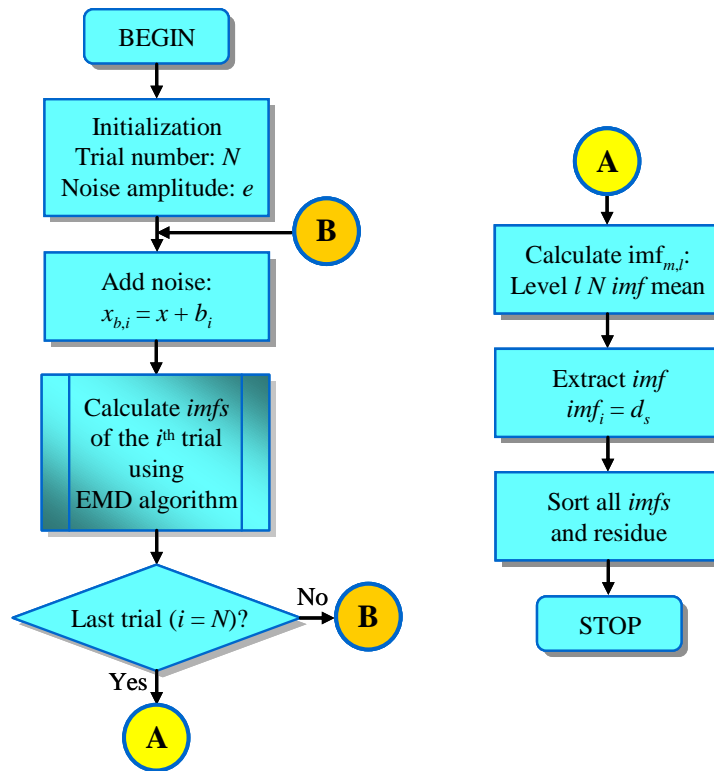 BEGIN
Initialization
Trial number: N
Noise amplitude: e
B
Add noise:
x_{b,i} = x + b_i
Calculate imfs
of the i^{th} trial
using
EMD algorithm
Last trial (i = N)?
No
B
Yes
A
A
Calculate imf_{m,l}:
Level l N imf mean
Extract imf
imf_i = d_s
Sort all imfs
and residue
STOP